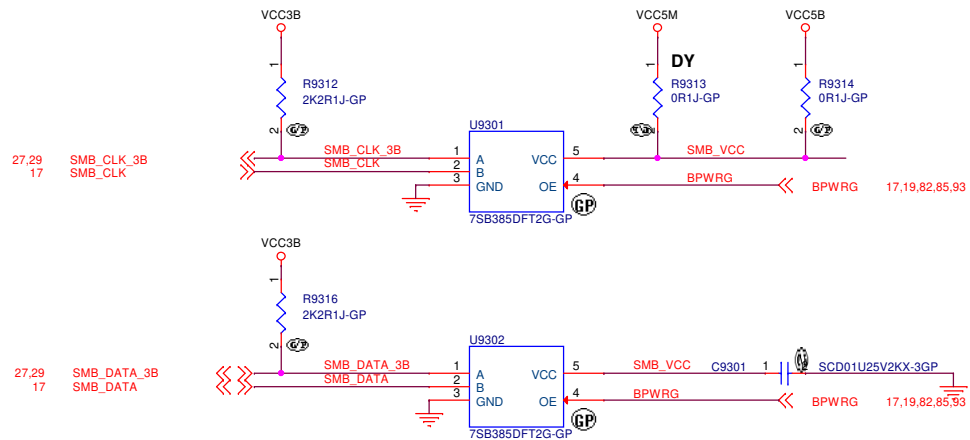 VCC3B
VCC5M
VCC5B
1
R9312
2K2R1J-GP
2
1
DY
R9313
0R1J-GP
1
R9314
0R1J-GP
2
U9301
27,29 SMB_CLK_3B
17 SMB_CLK
SMB_CLK_3B
SMB_CLK
1 A
2 B
3 GND
VCC 5
OE 4
SMB_VCC
BPWRG
BPWRG 17,19,82,85,93
GP
7SB385DFT2G-GP
VCC3B
1
R9316
2K2R1J-GP
2
U9302
27,29 SMB_DATA_3B
17 SMB_DATA
SMB_DATA_3B
SMB_DATA
1 A
2 B
3 GND
VCC 5
OE 4
SMB_VCC
C9301 1
SCD01U25V2KX-3GP
BPWRG
BPWRG 17,19,82,85,93
GP
7SB385DFT2G-GP